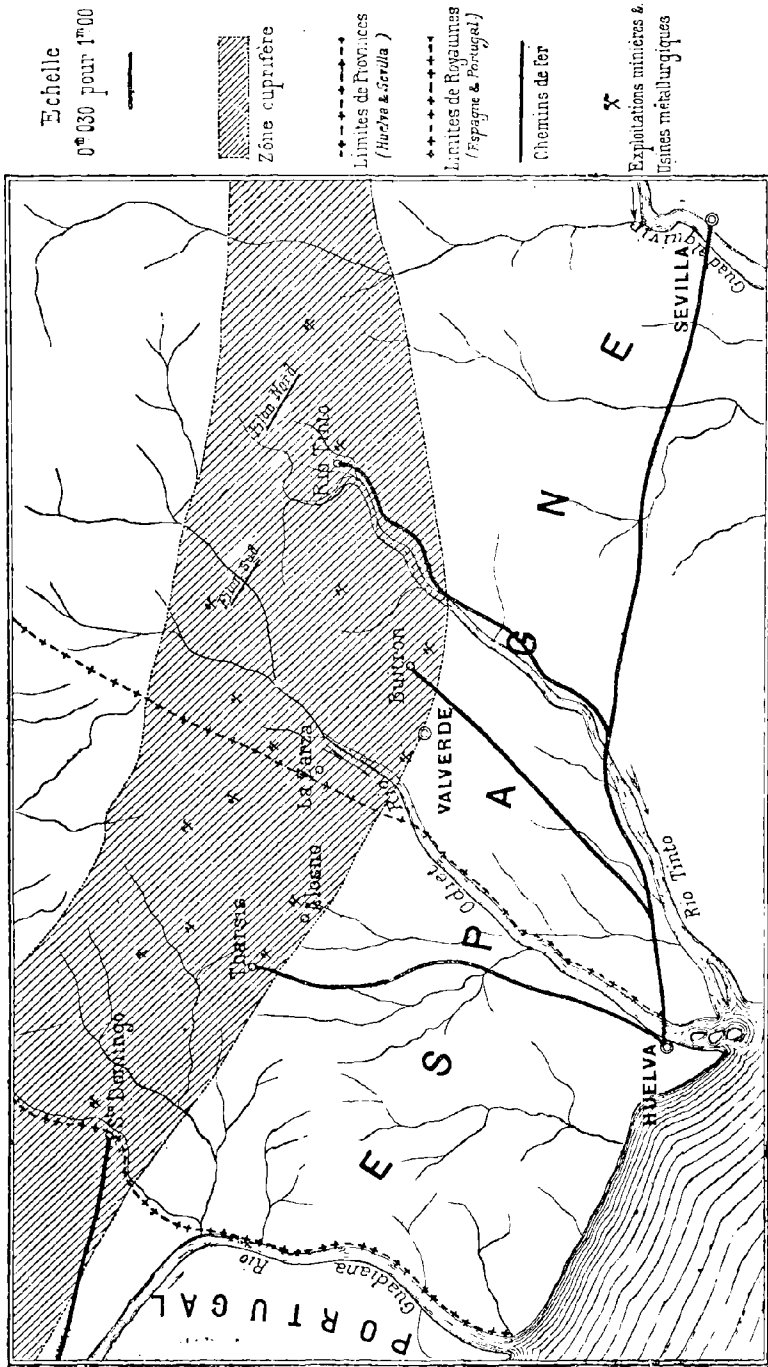 Echelle
0m030 pour 1m00
Zône cuprifère
Limites de Provinces
(Huelva & Sevilla)
Limites de Royaumes
(Espagne & Portugal)
Chemins de fer
Exploitations minières &
Usines métallurgiques
PORTUGAL
ESPAGNE
Sto Domingo
Tharsis
Alosno
La Zarza
Filon Sud
Filon Nord
Rio Tinto
Buitron
VALVERDE
Rio
Odiel
Rio
Guadiana
HUELVA
Rio Tinto
SEVILLA
Guadalquivir